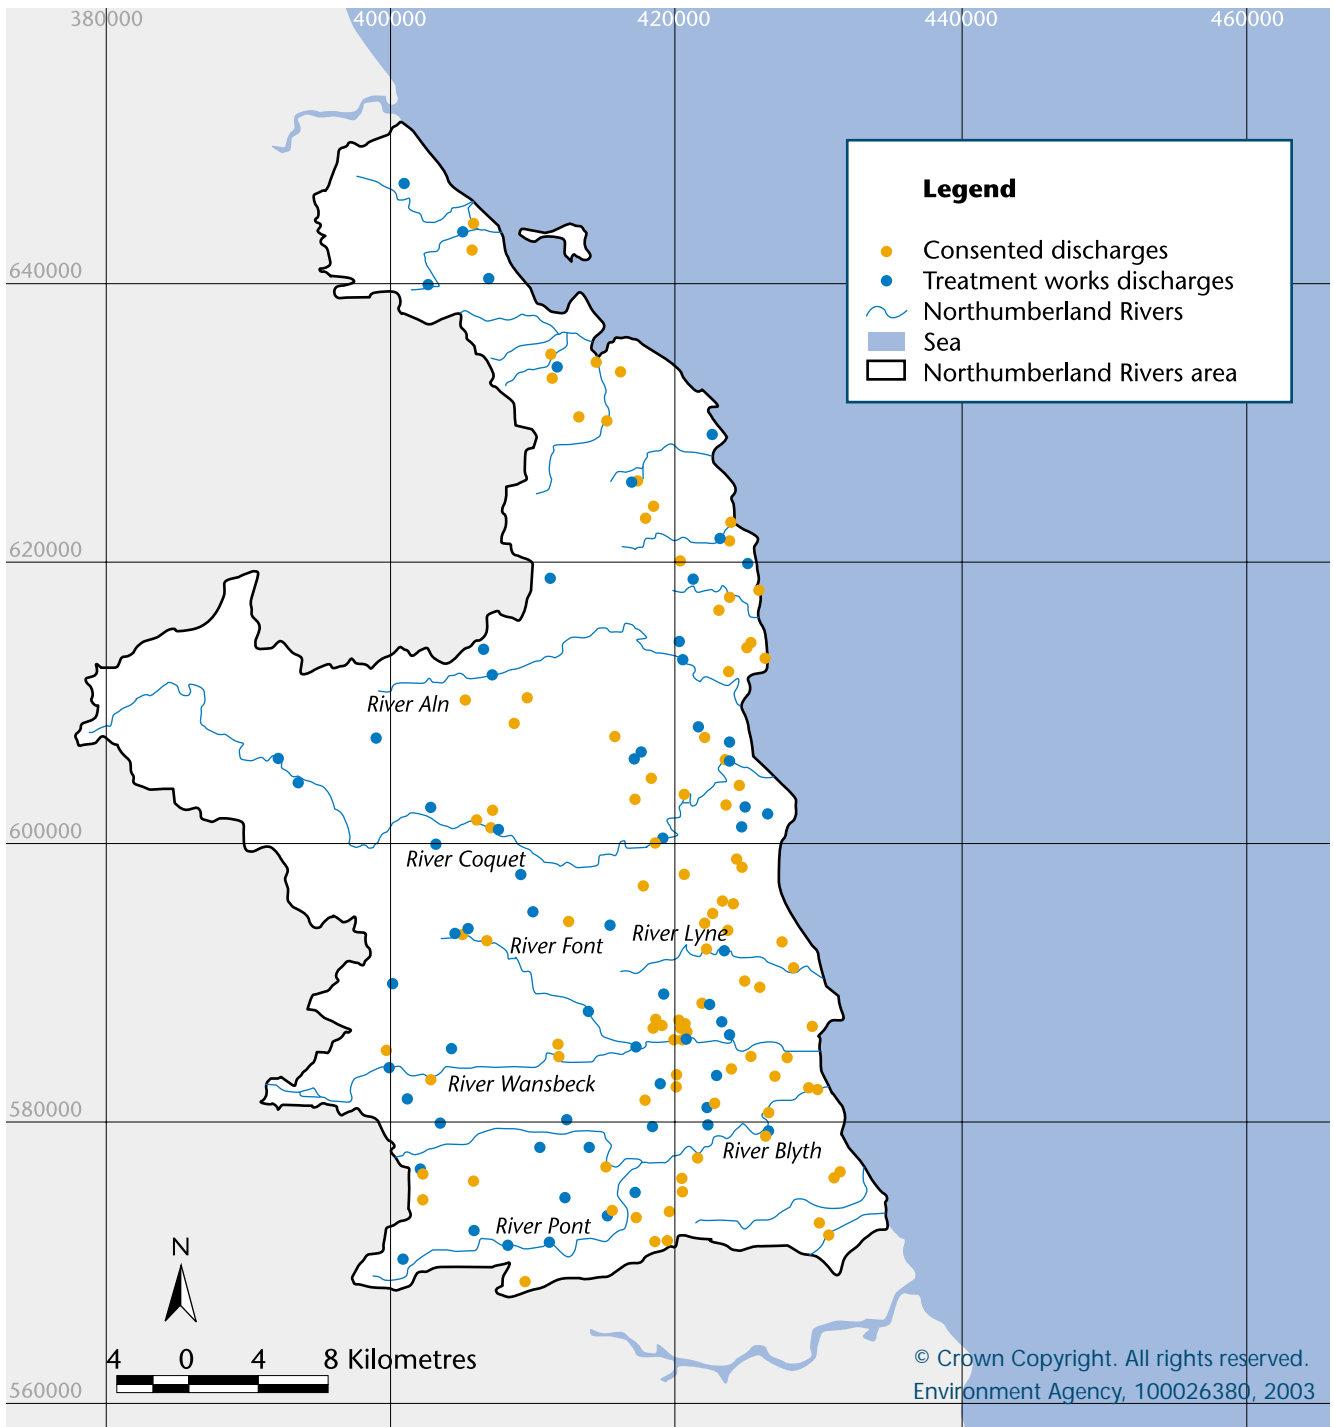 380000 400000 420000 440000 460000
Legend
Consented discharges
Treatment works discharges
Northumberland Rivers
Sea
Northumberland Rivers area
640000
620000
River Aln
600000
River Coquet
River Font River Lyne
River Wansbeck
580000
River Blyth
River Pont
N
4 0 4 8 Kilometres
© Crown Copyright. All rights reserved.
Environment Agency, 100026380, 2003
560000